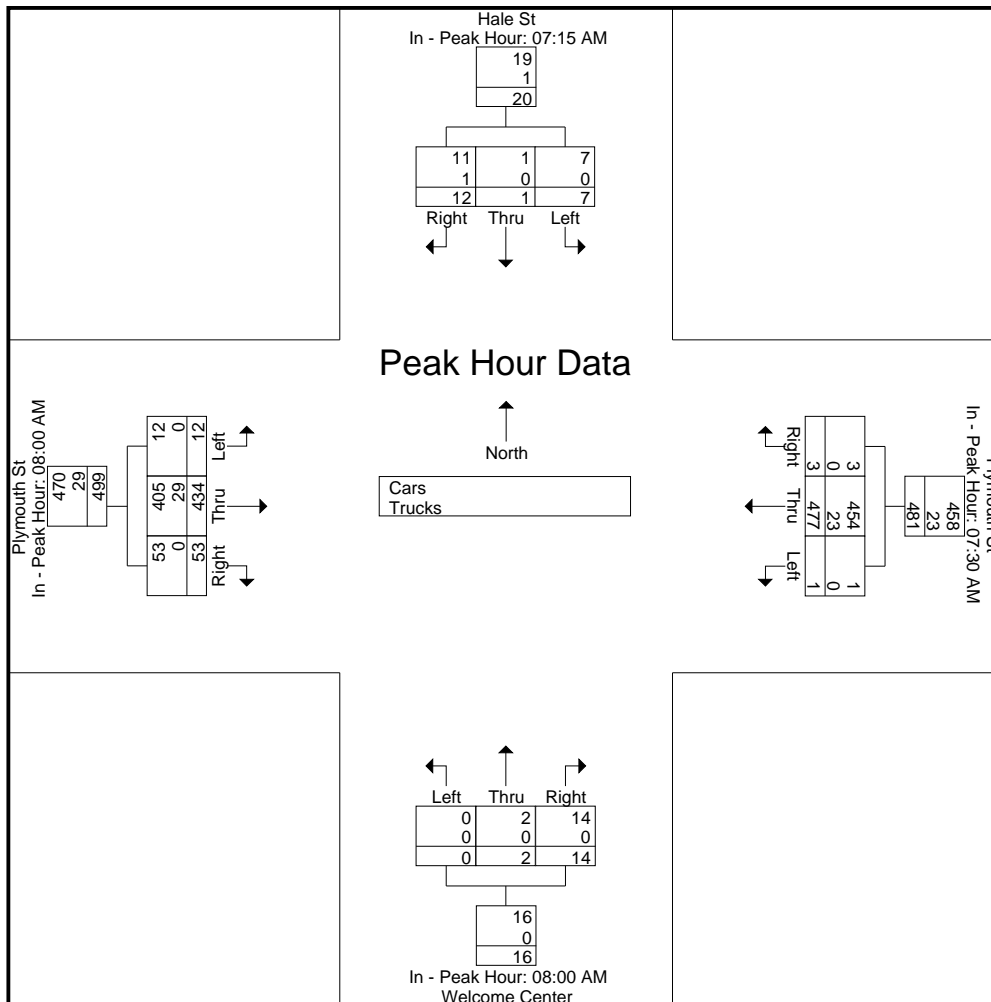 Hale St
In - Peak Hour: 07:15 AM
19
1
20
11 1 7
1 0 0
12 1 7
Right Thru Left
Peak Hour Data
North
Cars
Trucks
Plymouth St
In - Peak Hour: 08:00 AM
470
29
499
12 0 12
Left
405 29 434
Thru
53 0 53
Right
Plymouth St
In - Peak Hour: 07:30 AM
458
23
481
Right
3 0 3
Thru
477 23 454
Left
1 0 1
Left Thru Right
0 2 14
0 0 0
0 2 14
16
0
16
In - Peak Hour: 08:00 AM
Welcome Center